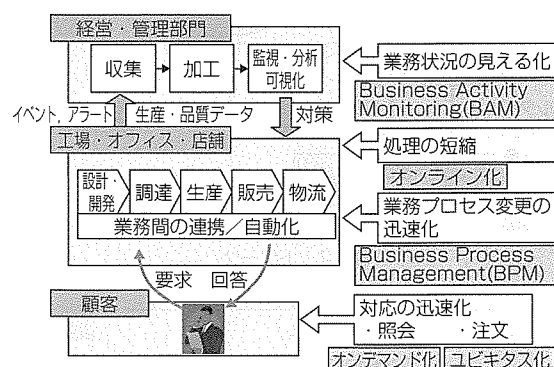 経営・管理部門
収集
加工
監視・分析
可視化
業務状況の見える化
Business Activity
Monitoring(BAM)
イベント, アラート
生産・品質データ
対策
工場・オフィス・店舗
処理の短縮
オンライン化
設計・
開発
調達
生産
販売
物流
業務間の連携/自動化
業務プロセス変更の
迅速化
Business Process
Management(BPM)
要求
回答
顧客
対応の迅速化
・照会 ・注文
オンデマンド化
ユビキタス化